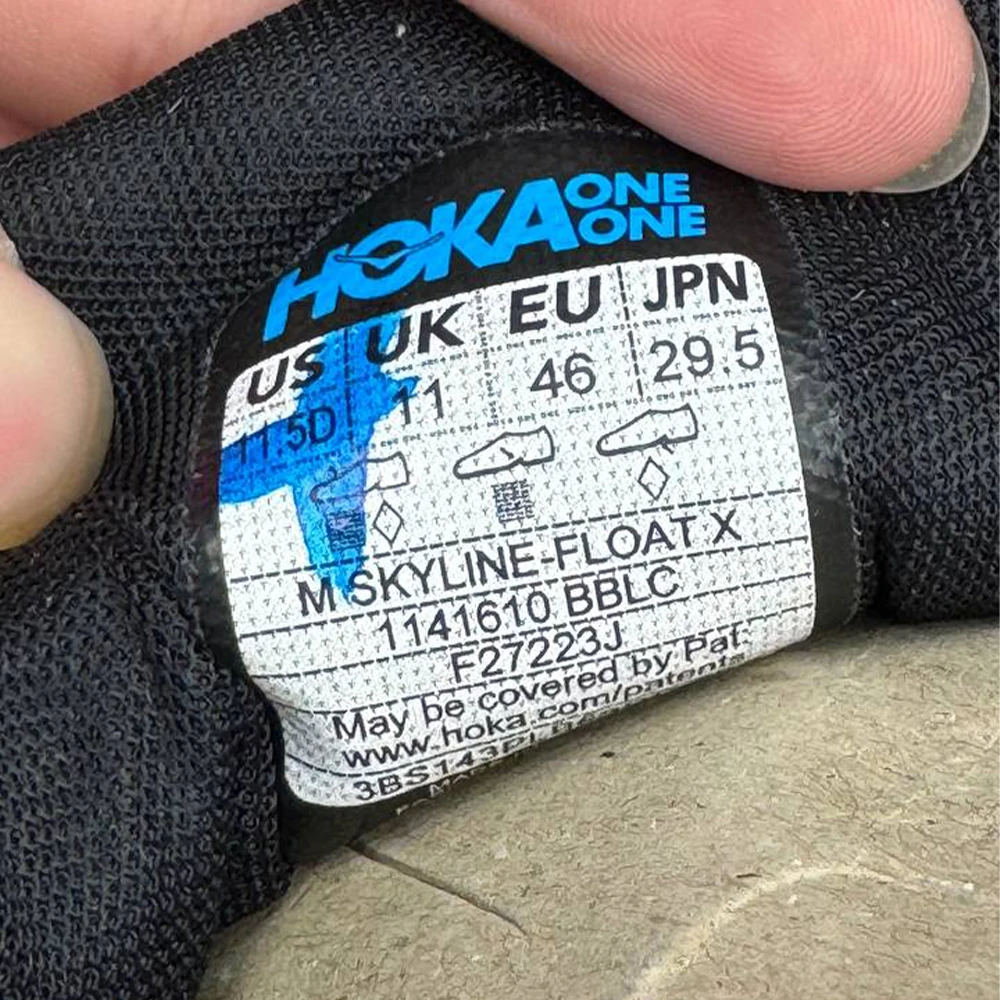 HOKA ONE ONE
US UK EU JPN
11.5D 11 46 29.5
M SKYLINE-FLOAT X
1141610 BBLC
F27223J
May be covered by Pat:
www.hoka.com/patents